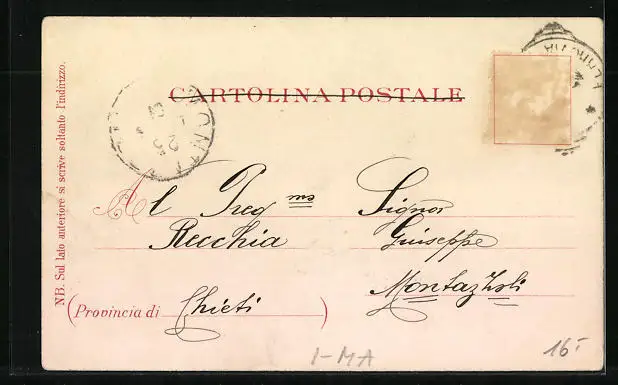 CARTOLINA POSTALE
NB. Sul lato anteriore si scrive soltanto l'indirizzo.
Al Preg ms Signor
Recchia Giuseppe
Montazzoli
(Provincia di Chieti)
I-MA
16